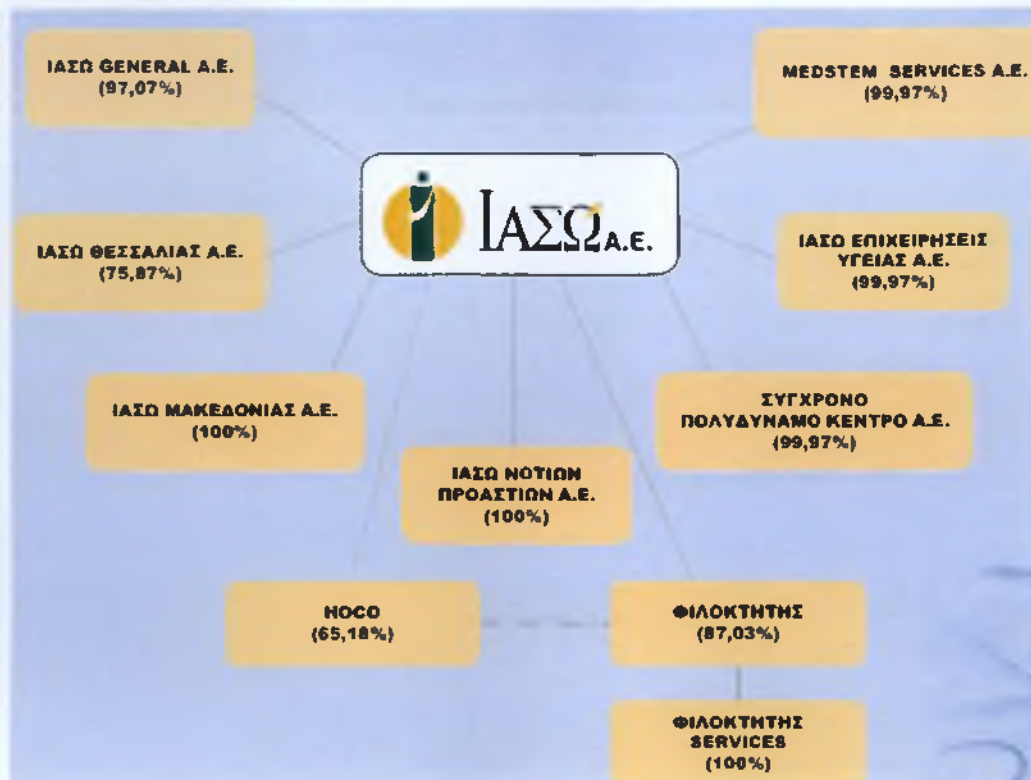 ΙΑΣΩ GENERAL Α.Ε.
(97,07%)
MEDSTEM SERVICES Α.Ε.
(99,97%)
ΙΑΣΩ Α.Ε.
ΙΑΣΩ ΘΕΣΣΑΛΙΑΣ Α.Ε.
(75,87%)
ΙΑΣΩ ΕΠΙΧΕΙΡΗΣΕΙΣ
ΥΓΕΙΑΣ Α.Ε.
(99,97%)
ΙΑΣΩ ΜΑΚΕΔΟΝΙΑΣ Α.Ε.
(100%)
ΣΥΓΧΡΟΝΟ
ΠΟΛΥΔΥΝΑΜΟ ΚΕΝΤΡΟ Α.Ε.
(99,97%)
ΙΑΣΩ ΝΟΤΙΩΝ
ΠΡΟΑΣΤΙΩΝ Α.Ε.
(100%)
HOCO
(65,18%)
ΦΙΛΟΚΤΗΤΗΣ
(87,03%)
ΦΙΛΟΚΤΗΤΗΣ
SERVICES
(100%)